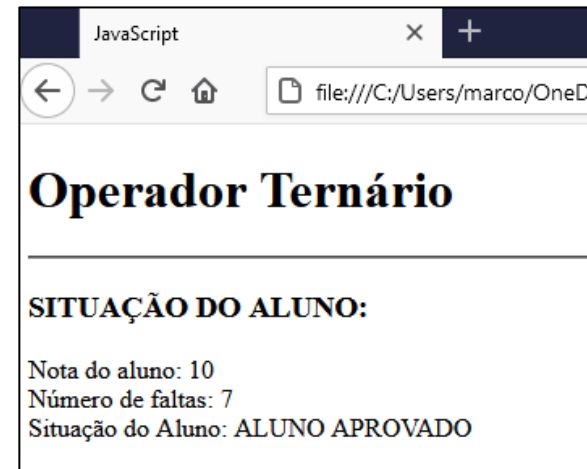 JavaScript
file:///C:/Users/marco/OneD
Operador Ternário
SITUAÇÃO DO ALUNO:
Nota do aluno: 10
Número de faltas: 7
Situação do Aluno: ALUNO APROVADO